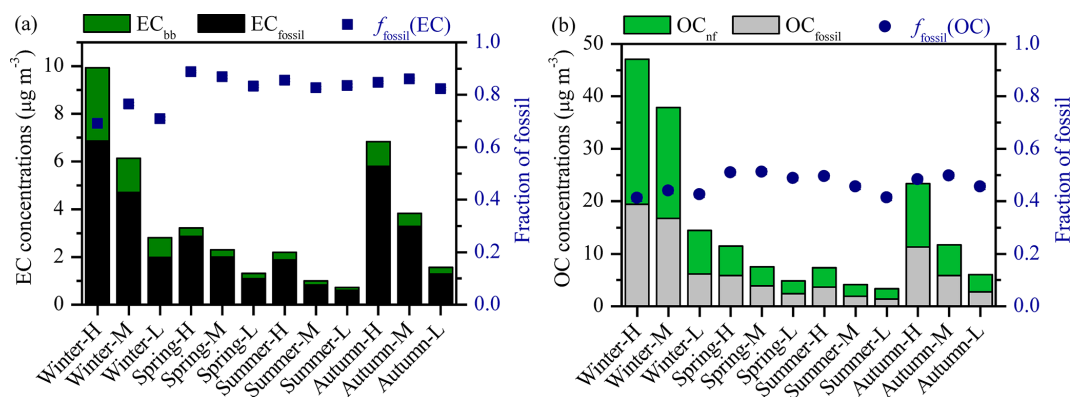 (a)
EC_bb
EC_fossil
f_fossil(EC)
EC concentrations (μg m⁻³)
10
8
6
4
2
0
1.0
0.8
0.6
0.4
0.2
0.0
Fraction of fossil
Winter-H
Winter-M
Winter-L
Spring-H
Spring-M
Spring-L
Summer-H
Summer-M
Summer-L
Autumn-H
Autumn-M
Autumn-L
(b)
OC_nf
OC_fossil
f_fossil(OC)
OC concentrations (μg m⁻³)
50
40
30
20
10
0
1.0
0.8
0.6
0.4
0.2
0.0
Fraction of fossil
Winter-H
Winter-M
Winter-L
Spring-H
Spring-M
Spring-L
Summer-H
Summer-M
Summer-L
Autumn-H
Autumn-M
Autumn-L